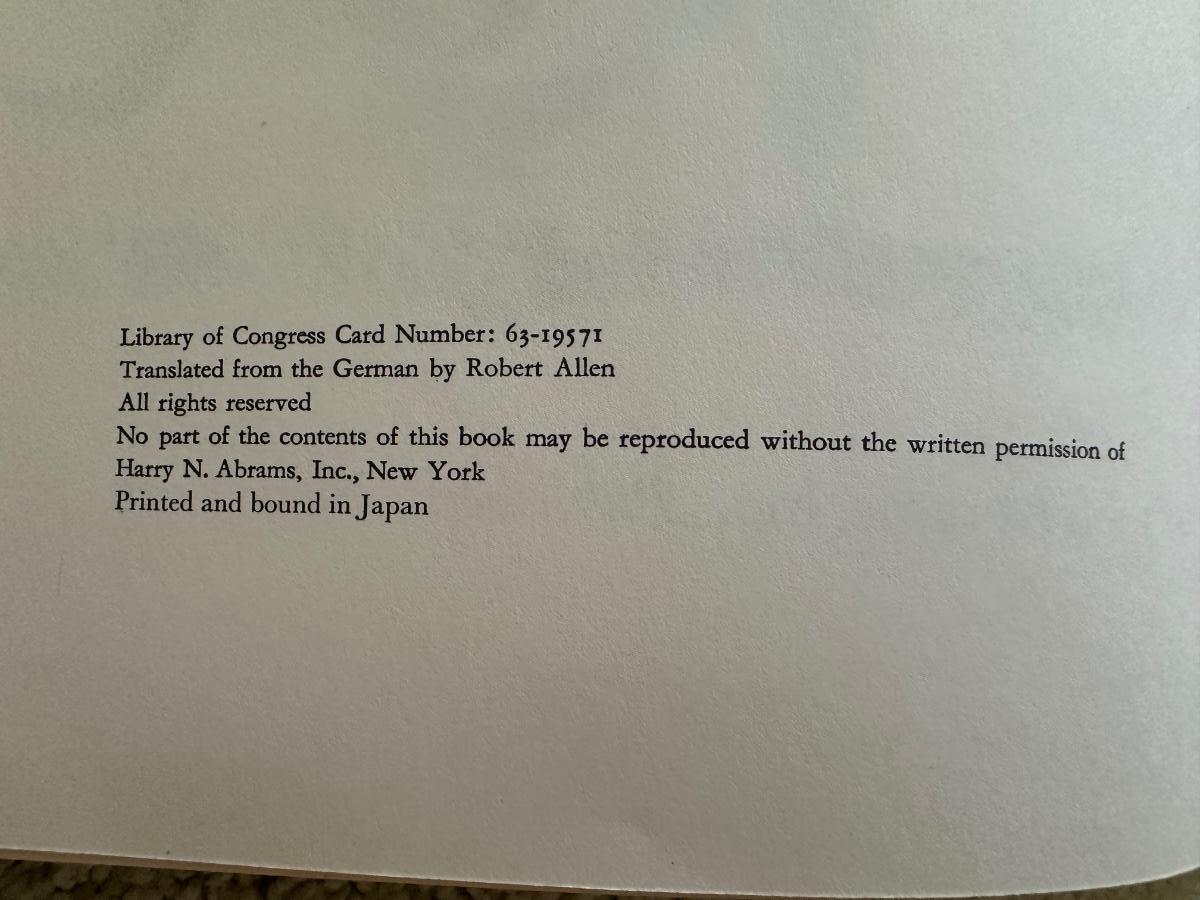 Library of Congress Card Number: 63-19571
Translated from the German by Robert Allen
All rights reserved
No part of the contents of this book may be reproduced without the written permission of
Harry N. Abrams, Inc., New York
Printed and bound in Japan